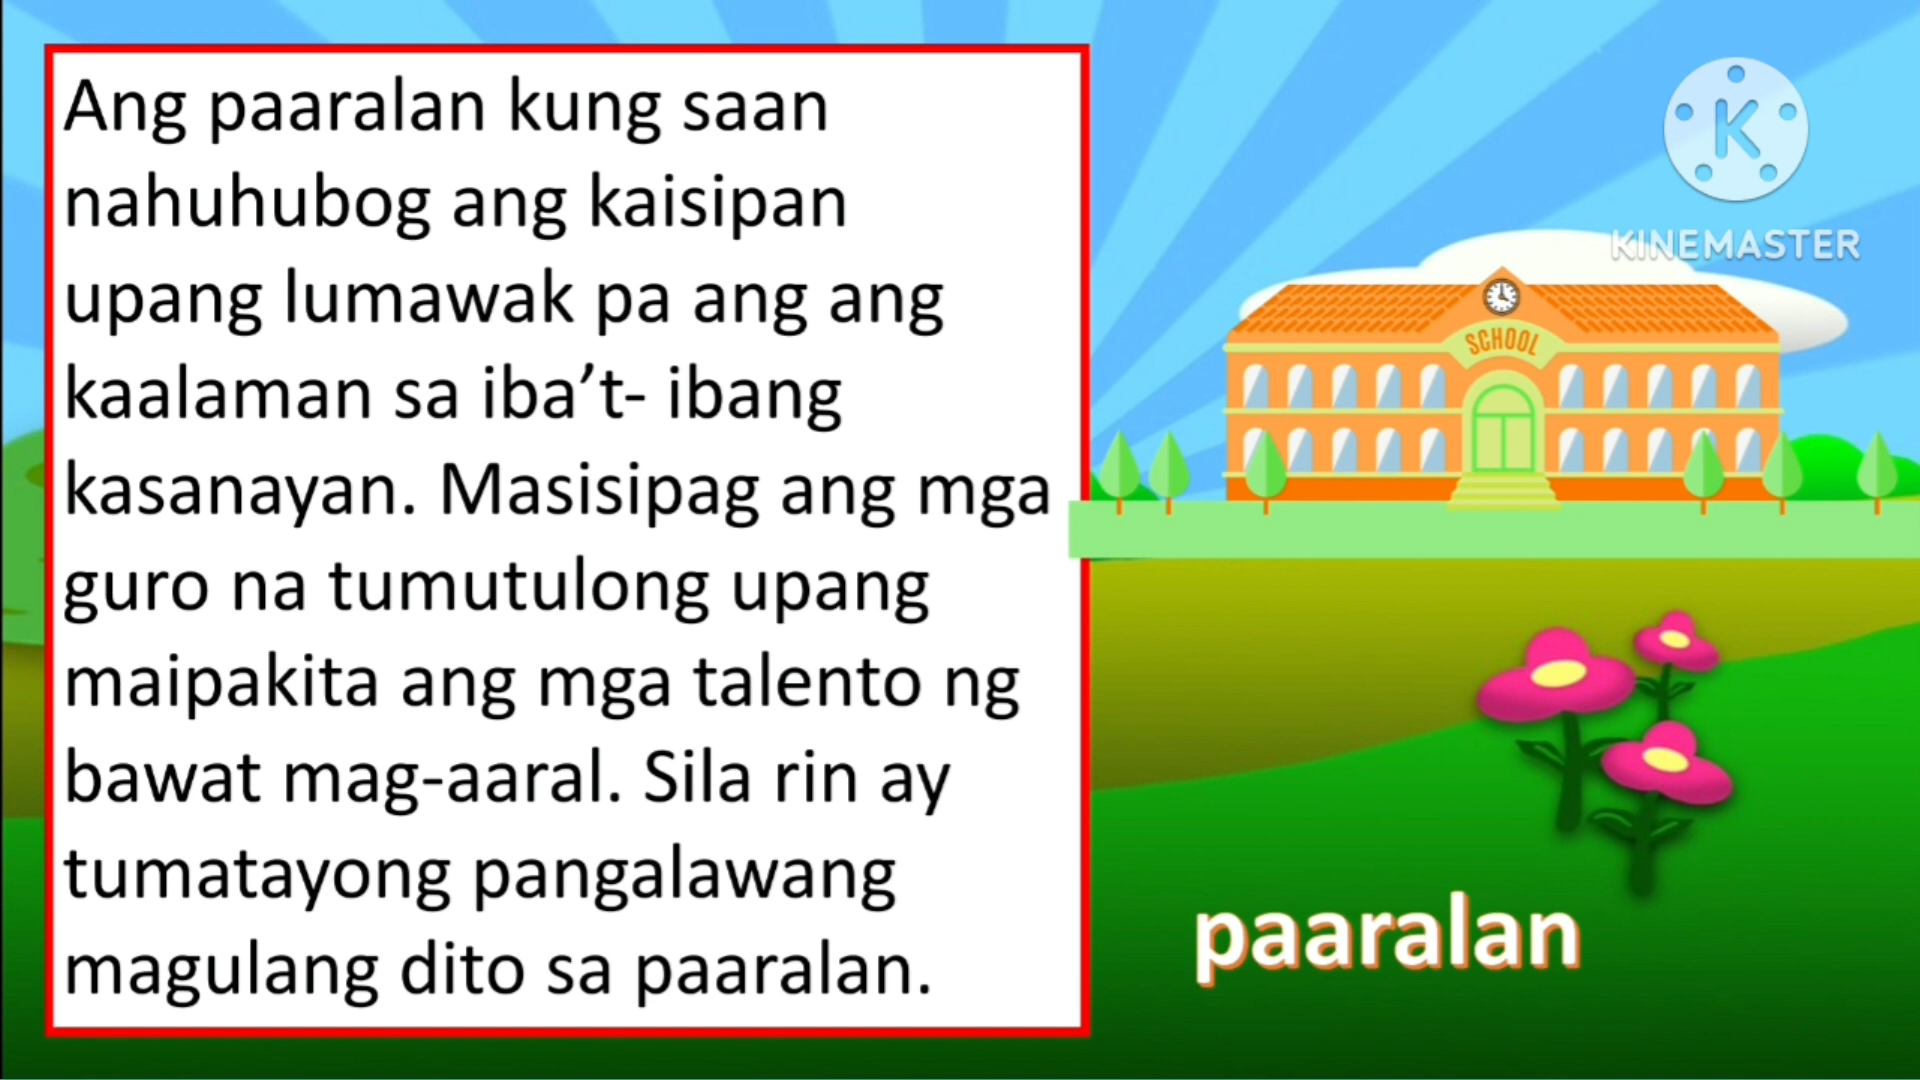 Ang paaralan kung saan
nahuhubog ang kaisipan
upang lumawak pa ang ang
kaalaman sa iba’t- ibang
kasanayan. Masisipag ang mga
guro na tumutulong upang
maipakita ang mga talento ng
bawat mag-aaral. Sila rin ay
tumatayong pangalawang
magulang dito sa paaralan.
K
KINEMASTER
SCHOOL
paaralan